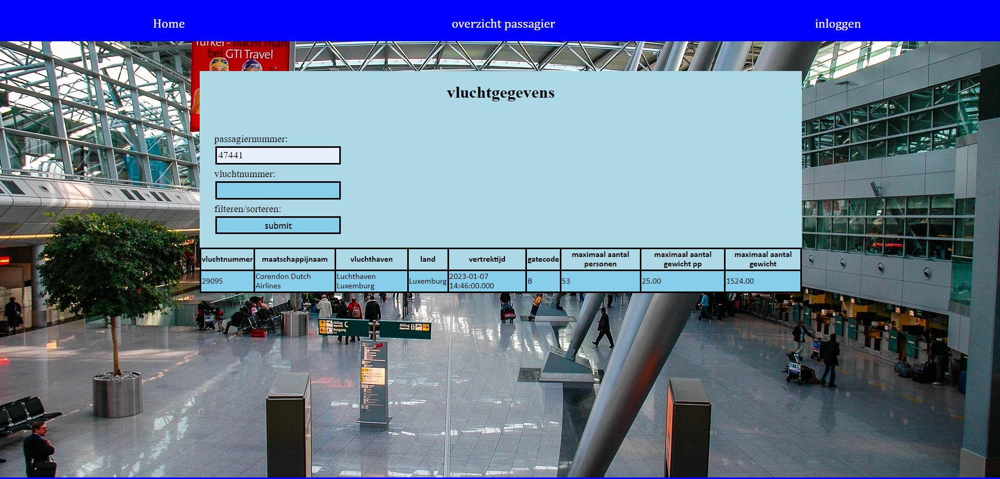 Home overzicht passagier inloggen
bei GTI Travel
vluchtgegevens
passagiernummer:
47441
vluchtnummer:
filteren/sorteren:
submit
vluchtnummer maatschappijnaam vluchthaven land vertrektijd gatecode maximaal aantal personen maximaal aantal gewicht pp maximaal aantal gewicht
29095 Corendon Dutch Airlines Luchthaven Luxemburg Luxemburg 2023-01-07 14:46:00.000 B 53 25.00 1524.00
Abflug C
Departures
Ausgang
Abflug B
Departures